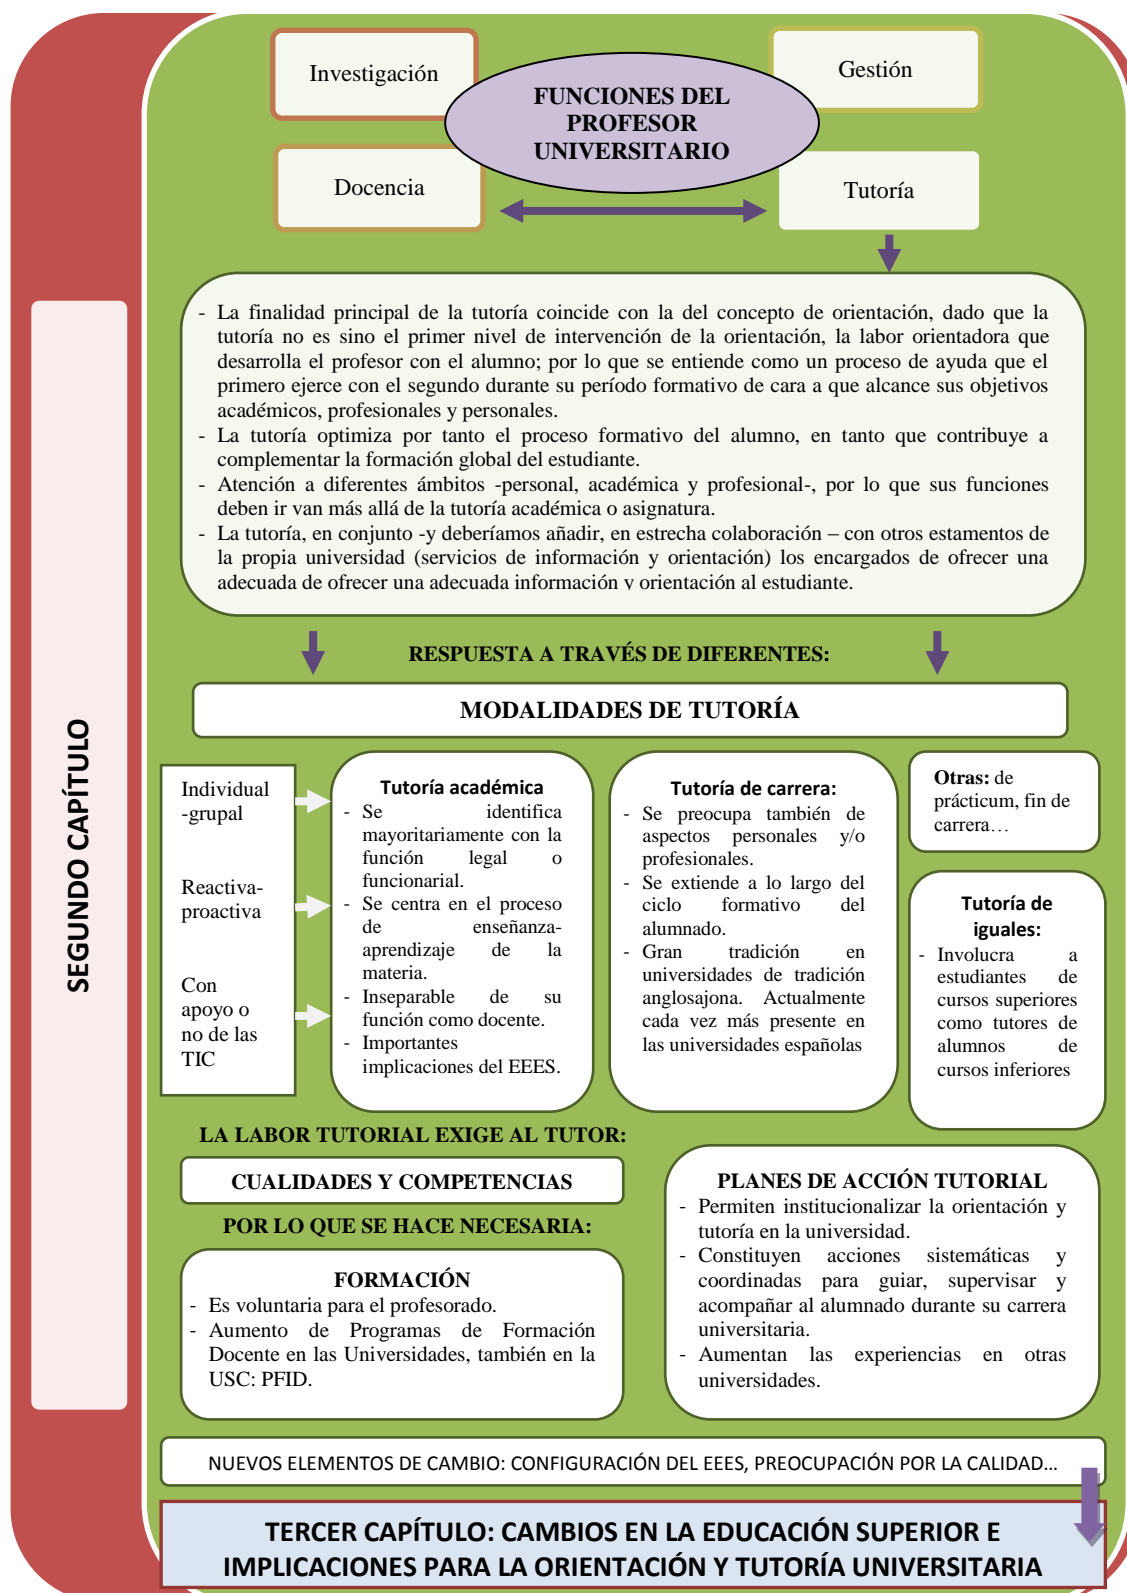 Investigación
Gestión
FUNCIONES DEL
PROFESOR
UNIVERSITARIO
Docencia
Tutoría
- La finalidad principal de la tutoría coincide con la del concepto de orientación, dado que la
tutoría no es sino el primer nivel de intervención de la orientación, la labor orientadora que
desarrolla el profesor con el alumno; por lo que se entiende como un proceso de ayuda que el
primero ejerce con el segundo durante su período formativo de cara a que alcance sus objetivos
académicos, profesionales y personales.
- La tutoría optimiza por tanto el proceso formativo del alumno, en tanto que contribuye a
complementar la formación global del estudiante.
- Atención a diferentes ámbitos -personal, académica y profesional-, por lo que sus funciones
deben ir van más allá de la tutoría académica o asignatura.
- La tutoría, en conjunto -y deberíamos añadir, en estrecha colaboración – con otros estamentos de
la propia universidad (servicios de información y orientación) los encargados de ofrecer una
adecuada de ofrecer una adecuada información y orientación al estudiante.
RESPUESTA A TRAVÉS DE DIFERENTES:
MODALIDADES DE TUTORÍA
SEGUNDO CAPÍTULO
Individual
-grupal
Reactiva-
proactiva
Con
apoyo o
no de las
TIC
Tutoría académica
- Se identifica
mayoritariamente con la
función legal o
funcionarial.
- Se centra en el proceso
de enseñanza-
aprendizaje de la
materia.
- Inseparable de su
función como docente.
- Importantes
implicaciones del EEES.
Tutoría de carrera:
- Se preocupa también de
aspectos personales y/o
profesionales.
- Se extiende a lo largo del
ciclo formativo del
alumnado.
- Gran tradición en
universidades de tradición
anglosajona. Actualmente
cada vez más presente en
las universidades españolas
Otras: de
prácticum, fin de
carrera…
Tutoría de
iguales:
- Involucra a
estudiantes de
cursos superiores
como tutores de
alumnos de
cursos inferiores
LA LABOR TUTORIAL EXIGE AL TUTOR:
CUALIDADES Y COMPETENCIAS
POR LO QUE SE HACE NECESARIA:
FORMACIÓN
- Es voluntaria para el profesorado.
- Aumento de Programas de Formación
Docente en las Universidades, también en la
USC: PFID.
PLANES DE ACCIÓN TUTORIAL
- Permiten institucionalizar la orientación y
tutoría en la universidad.
- Constituyen acciones sistemáticas y
coordinadas para guiar, supervisar y
acompañar al alumnado durante su carrera
universitaria.
- Aumentan las experiencias en otras
universidades.
NUEVOS ELEMENTOS DE CAMBIO: CONFIGURACIÓN DEL EEES, PREOCUPACIÓN POR LA CALIDAD…
TERCER CAPÍTULO: CAMBIOS EN LA EDUCACIÓN SUPERIOR E
IMPLICACIONES PARA LA ORIENTACIÓN Y TUTORÍA UNIVERSITARIA